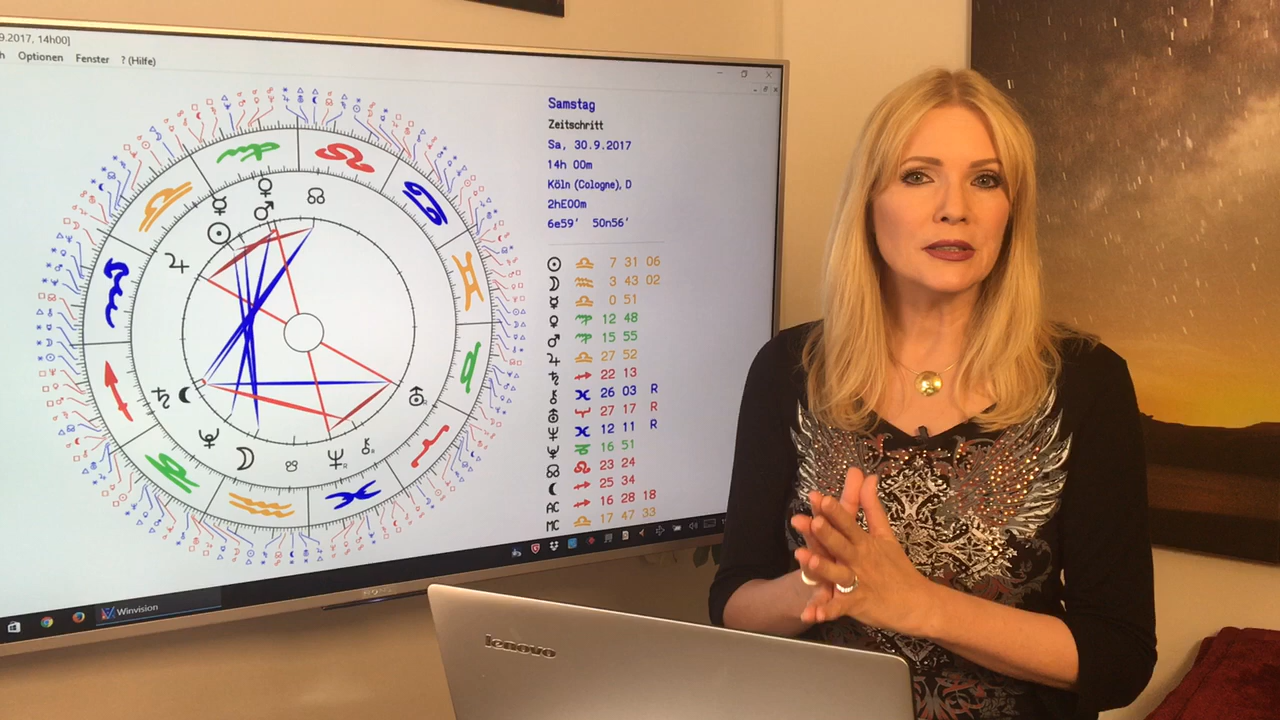 9.2017, 14h00]
Optionen Fenster ? (Hilfe)
Samstag
Zeitschritt
Sa, 30.9.2017
14h 00m
Köln (Cologne), D
2hE00m
6e59' 50n56'
7 31 06
3 43 02
0 51
12 48
15 55
27 52
22 13
26 03 R
27 17 R
12 11 R
16 51
23 24
25 34
AC 16 28 18
MC 17 47 33
Winvision
lenovo